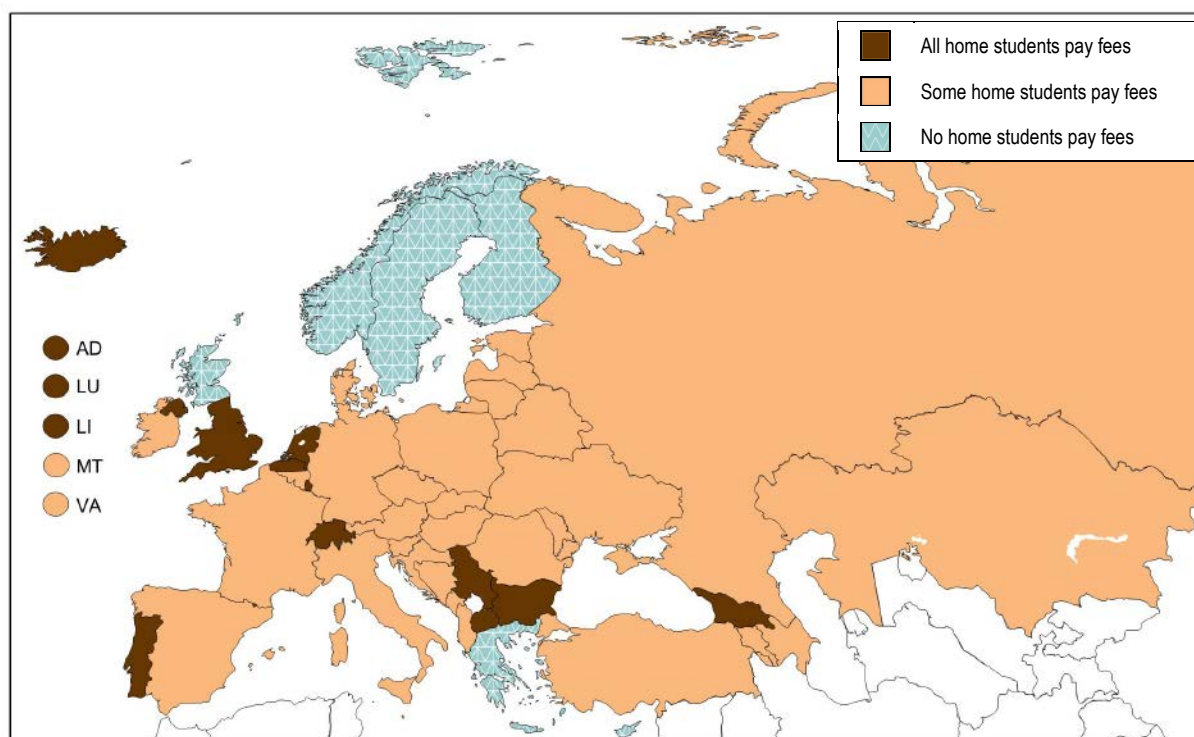 All home students pay fees
Some home students pay fees
No home students pay fees
AD
LU
LI
MT
VA